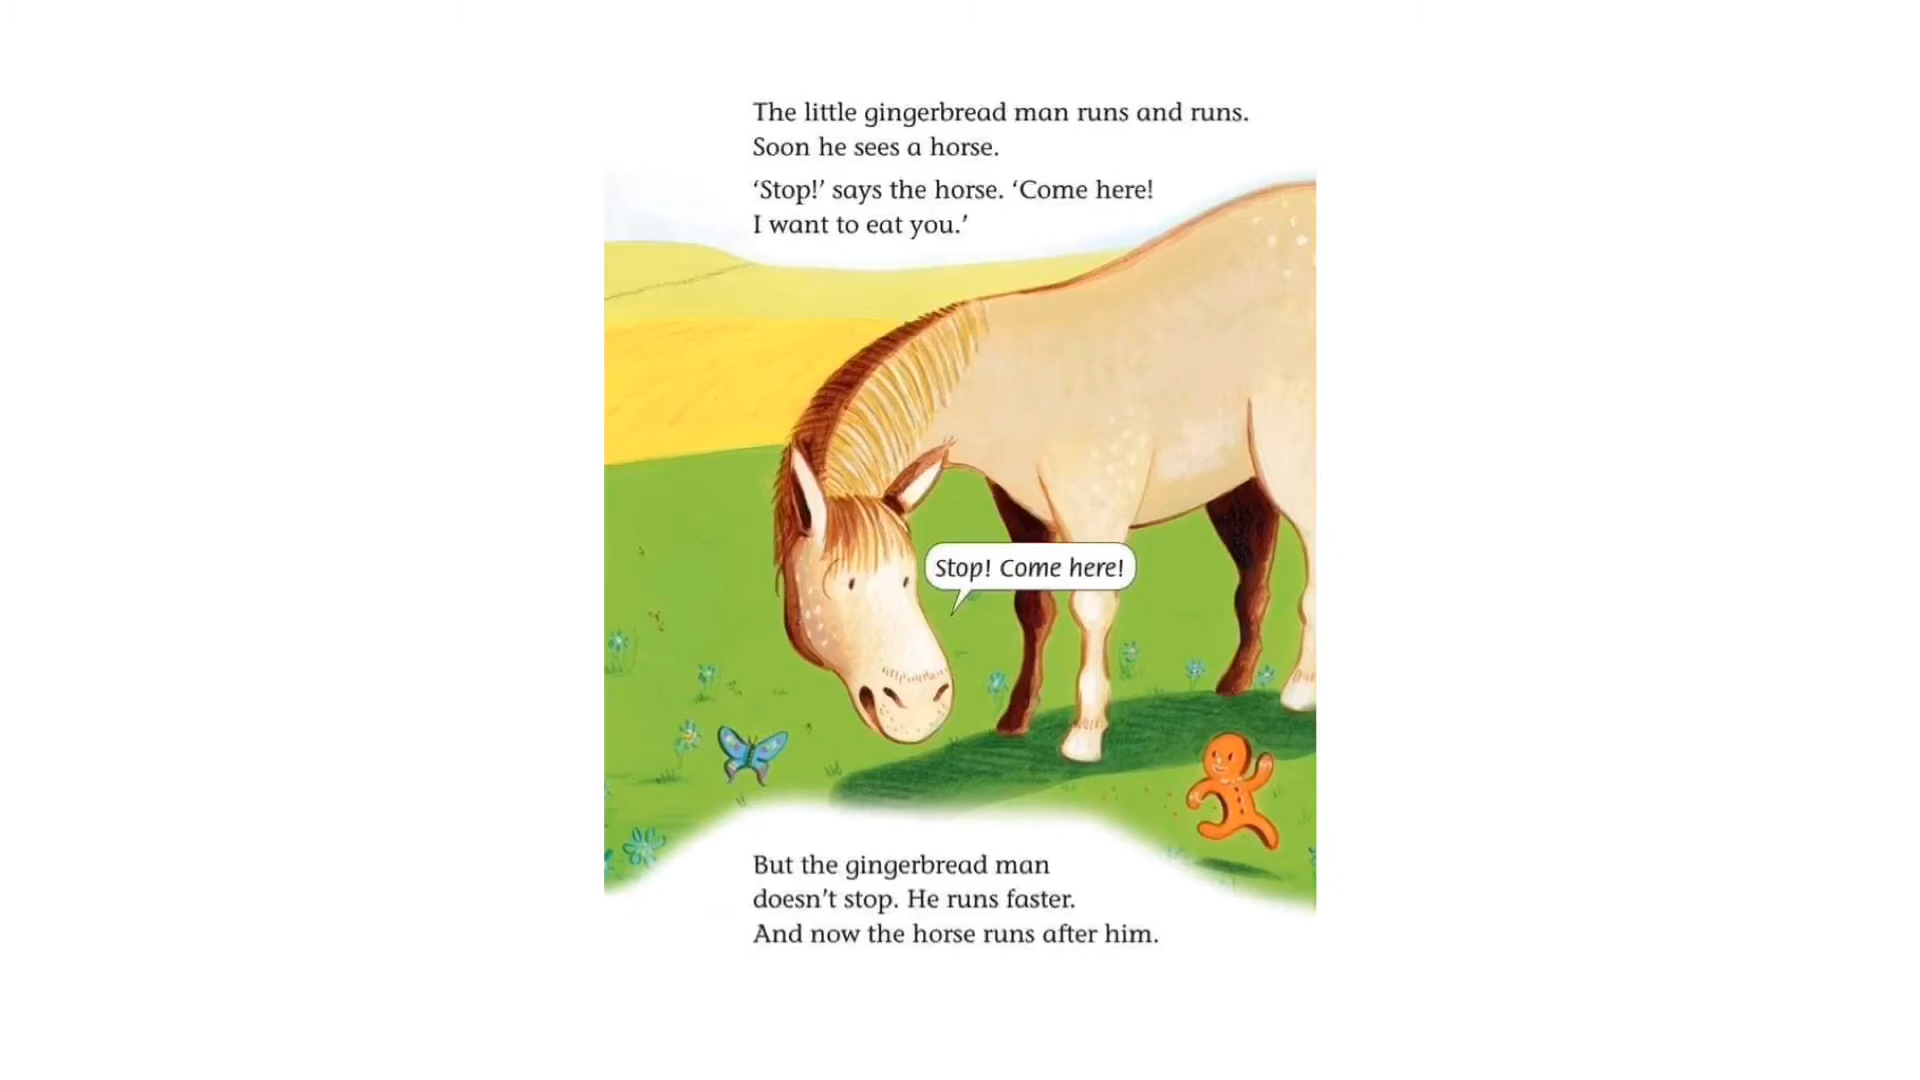 The little gingerbread man runs and runs.
Soon he sees a horse.
‘Stop!’ says the horse. ‘Come here!
I want to eat you.’
Stop! Come here!
But the gingerbread man
doesn’t stop. He runs faster.
And now the horse runs after him.